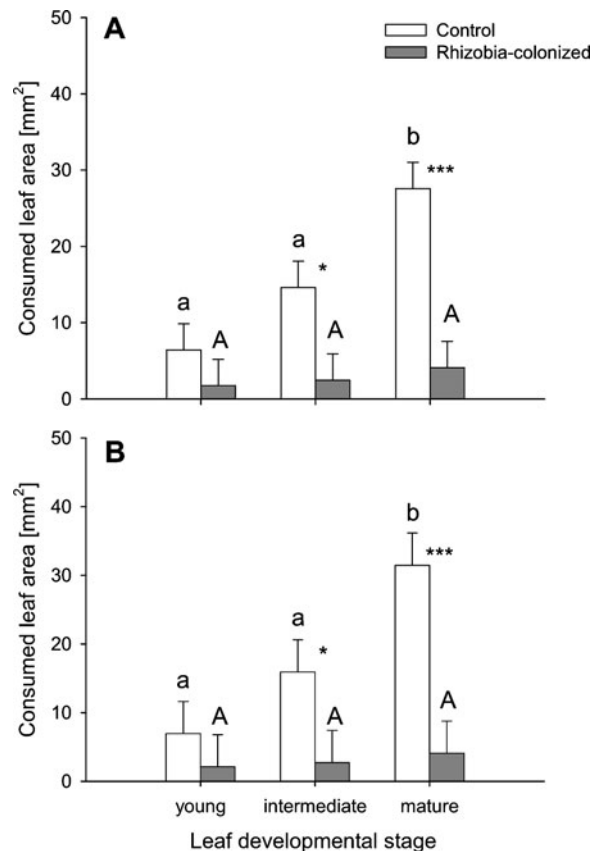 A
Control
Rhizobia-colonized
Consumed leaf area [mm²]
50
40
30
20
10
0
a
A
a
*
A
b
***
A
B
Consumed leaf area [mm²]
50
40
30
20
10
0
a
A
a
*
A
b
***
A
young
intermediate
mature
Leaf developmental stage